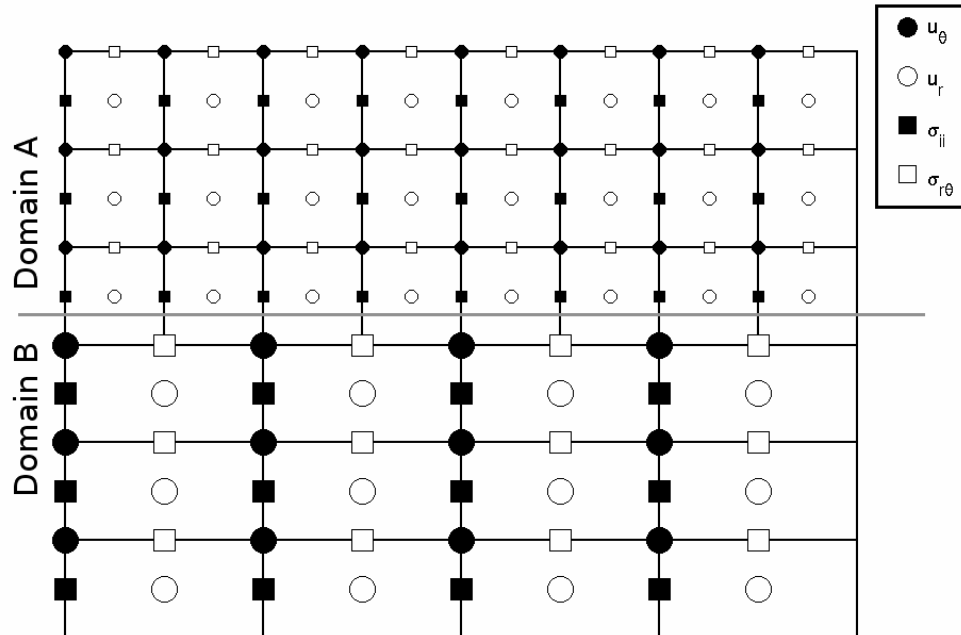 Domain A
Domain B
u_θ
u_r
σ_ii
σ_rθ